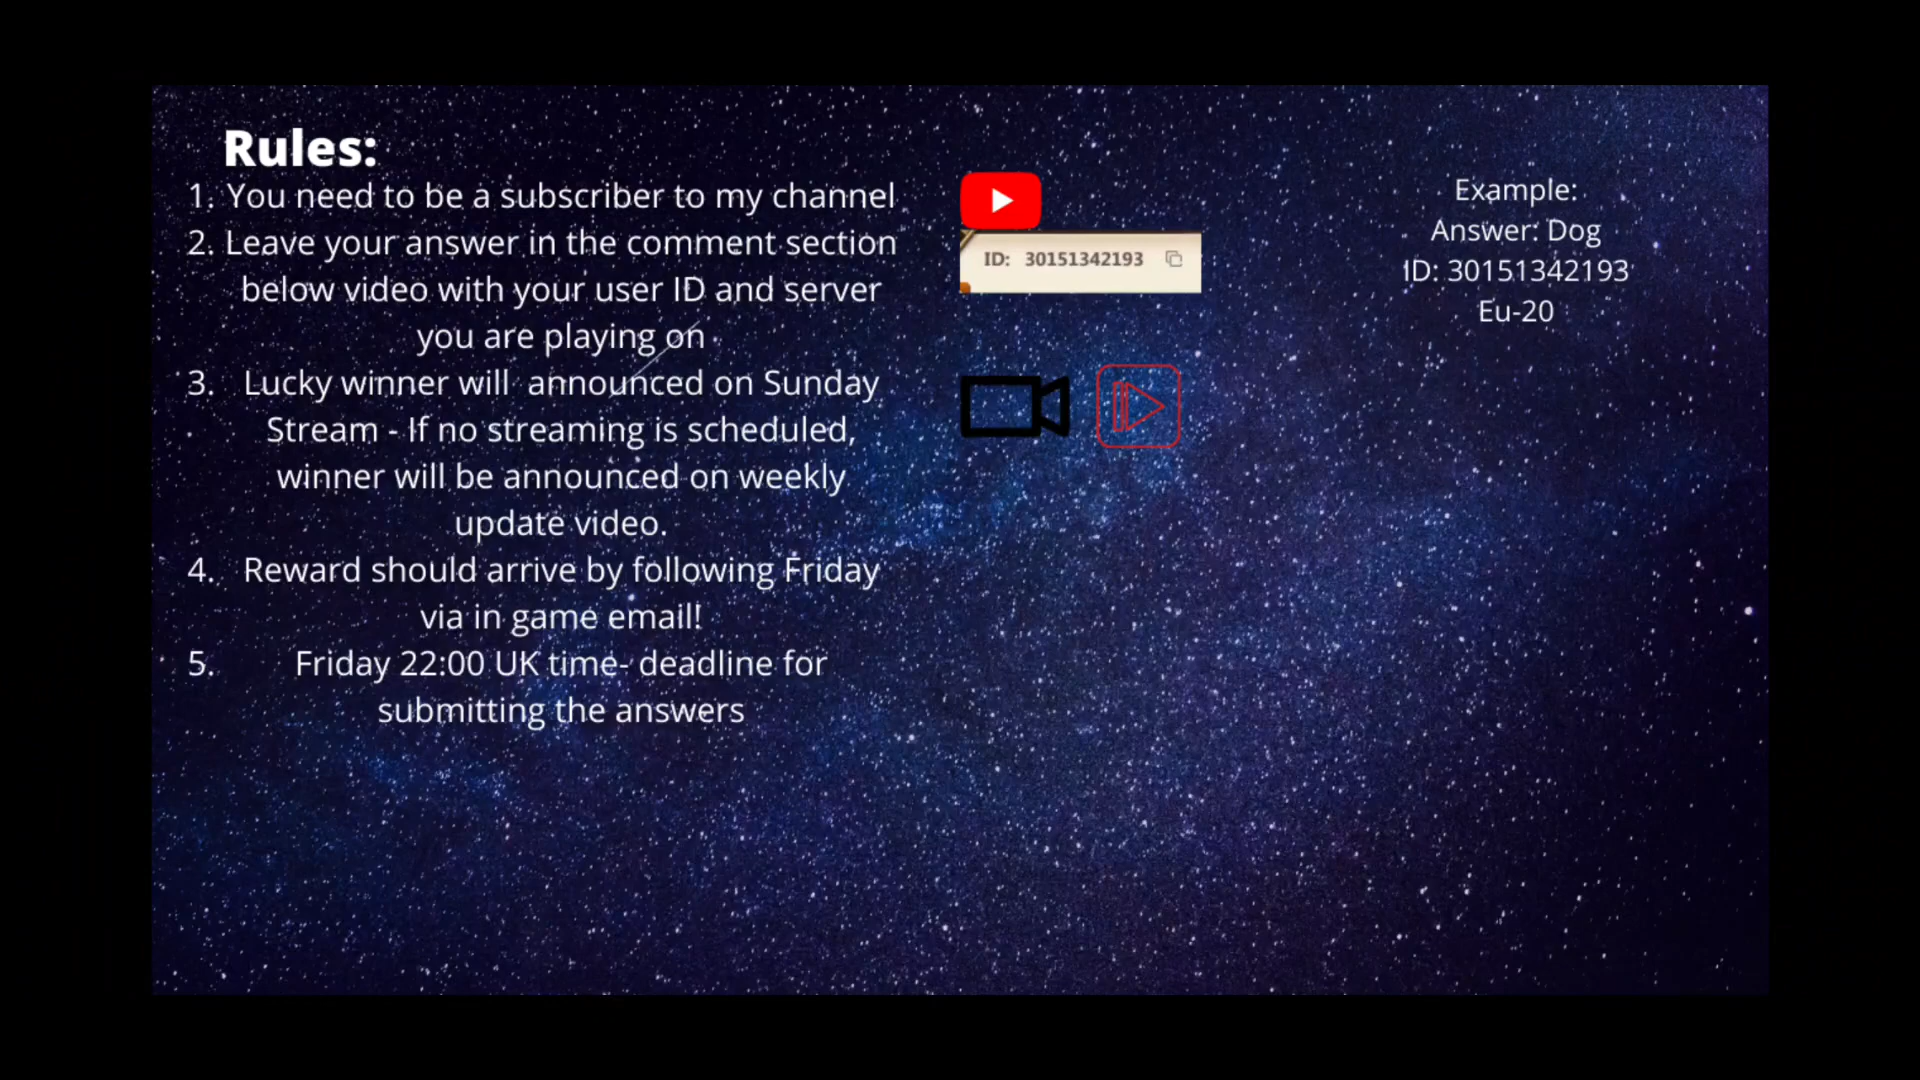 Rules:
1. You need to be a subscriber to my channel
2. Leave your answer in the comment section
below video with your user ID and server
you are playing on
3. Lucky winner will  announced on Sunday
Stream - If no streaming is scheduled,
winner will be announced on weekly
update video.
4. Reward should arrive by following Friday
via in game email!
5. Friday 22:00 UK time- deadline for
submitting the answers
ID: 30151342193
Example:
Answer: Dog
ID: 30151342193
Eu-20